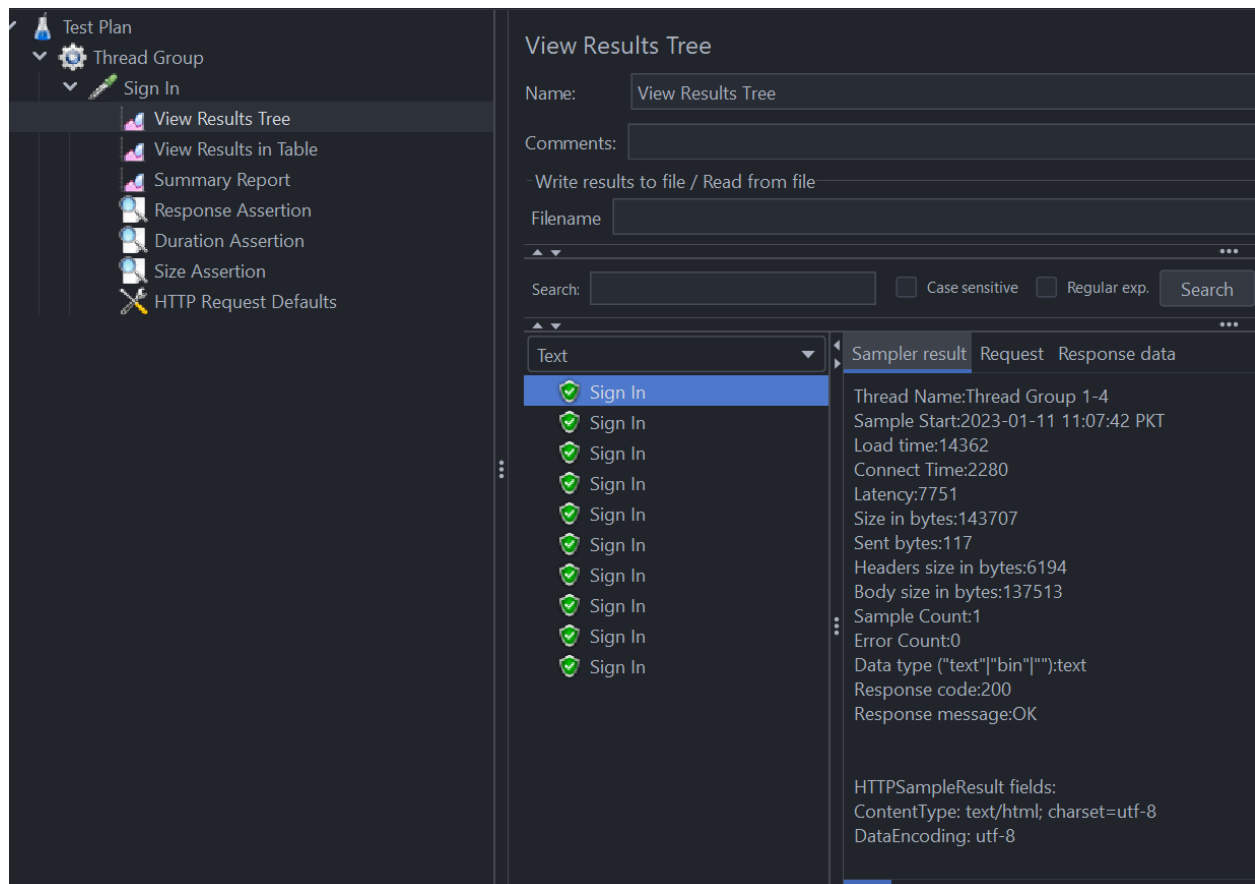 Test Plan
Thread Group
Sign In
View Results Tree
View Results in Table
Summary Report
Response Assertion
Duration Assertion
Size Assertion
HTTP Request Defaults
View Results Tree
Name: View Results Tree
Comments:
Write results to file / Read from file
Filename
Search: Case sensitive Regular exp. Search
Text
Sign In
Sign In
Sign In
Sign In
Sign In
Sign In
Sign In
Sign In
Sign In
Sign In
Sampler result Request Response data
Thread Name:Thread Group 1-4
Sample Start:2023-01-11 11:07:42 PKT
Load time:14362
Connect Time:2280
Latency:7751
Size in bytes:143707
Sent bytes:117
Headers size in bytes:6194
Body size in bytes:137513
Sample Count:1
Error Count:0
Data type ("text"|"bin"|""):text
Response code:200
Response message:OK
HTTPSampleResult fields:
ContentType: text/html; charset=utf-8
DataEncoding: utf-8